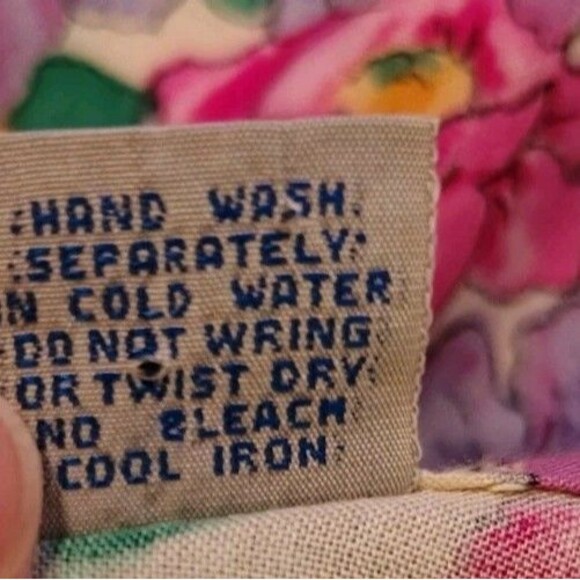 HAND WASH
SEPARATELY
IN COLD WATER
DO NOT WRING
OR TWIST DRY
NO BLEACH
COOL IRON